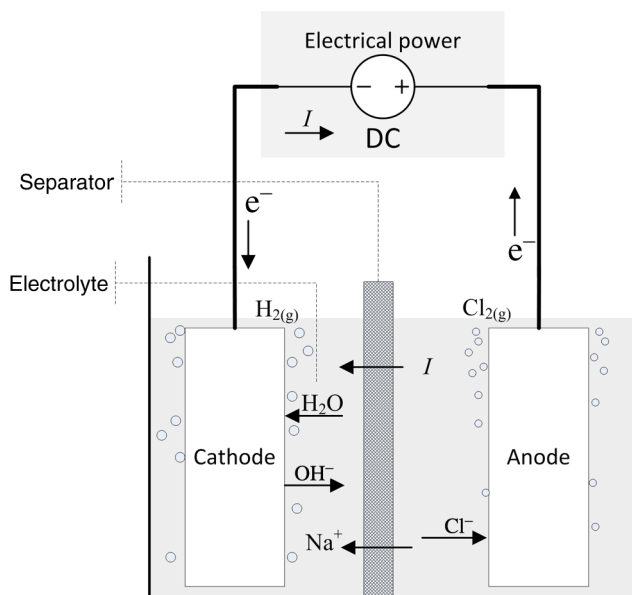 Electrical power
− +
I
DC
Separator
e⁻
e⁻
Electrolyte
H₂(g)
Cl₂(g)
I
H₂O
Cathode
Anode
OH⁻
Cl⁻
Na⁺